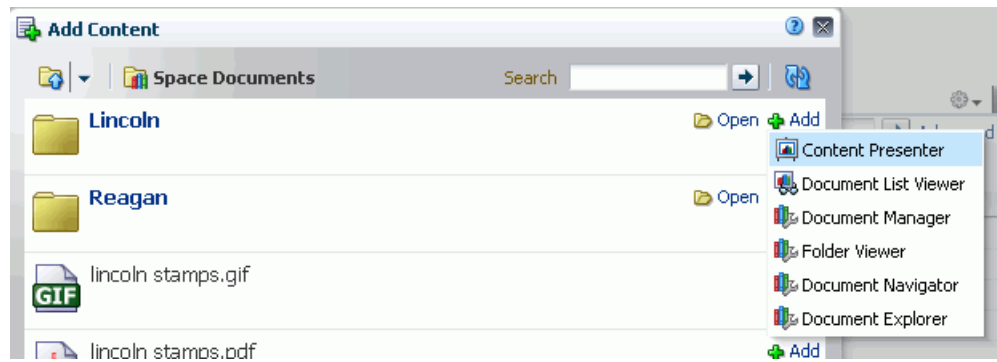 Add Content
Space Documents Search
Lincoln Open Add
Content Presenter
Document List Viewer
Reagan Open
Document Manager
Folder Viewer
lincoln stamps.gif
GIF
Document Navigator
Document Explorer
lincoln stamps.pdf Add